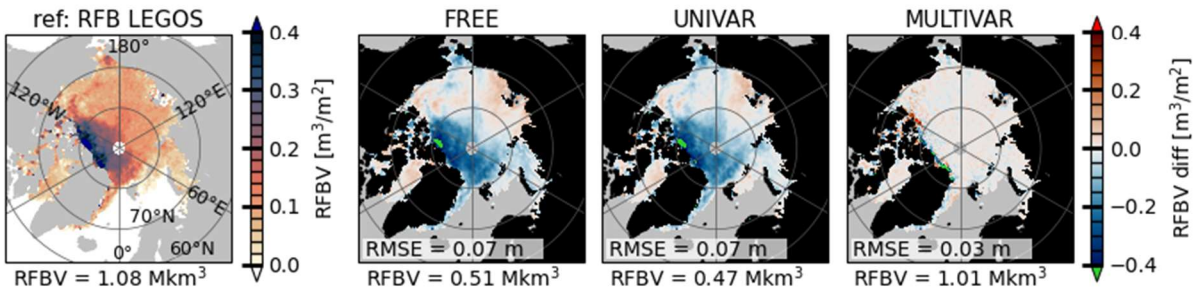 ref: RFB LEGOS
FREE
UNIVAR
MULTIVAR
180°
120°W
120°E
60°E
70°N
0°
60°N
0.4
0.3
0.2
0.1
0.0
RFBV [m³/m²]
RMSE = 0.07 m
RMSE = 0.07 m
RMSE = 0.03 m
0.4
0.2
0.0
−0.2
−0.4
RFBV diff [m³/m²]
RFBV = 1.08 Mkm³
RFBV = 0.51 Mkm³
RFBV = 0.47 Mkm³
RFBV = 1.01 Mkm³